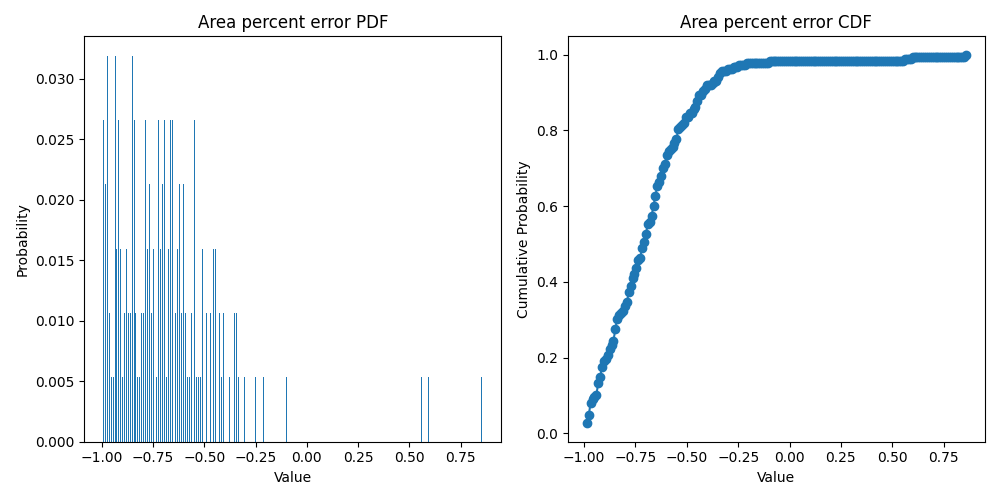 Area percent error PDF
Probability
0.030
0.025
0.020
0.015
0.010
0.005
0.000
−1.00 −0.75 −0.50 −0.25 0.00 0.25 0.50 0.75
Value
Area percent error CDF
Cumulative Probability
1.0
0.8
0.6
0.4
0.2
0.0
−1.00 −0.75 −0.50 −0.25 0.00 0.25 0.50 0.75
Value